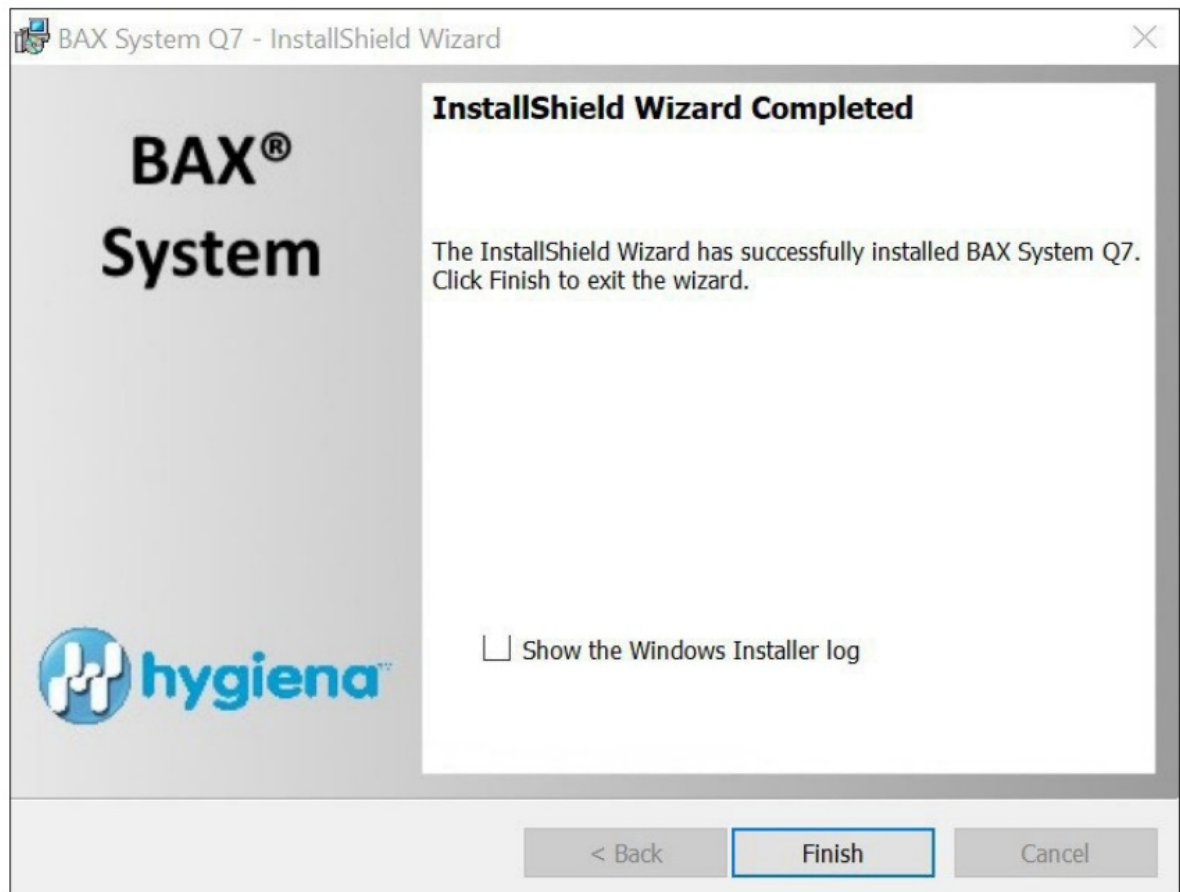 BAX System Q7 - InstallShield Wizard
BAX®
System
hygiena™
InstallShield Wizard Completed
The InstallShield Wizard has successfully installed BAX System Q7.
Click Finish to exit the wizard.
Show the Windows Installer log
< Back
Finish
Cancel